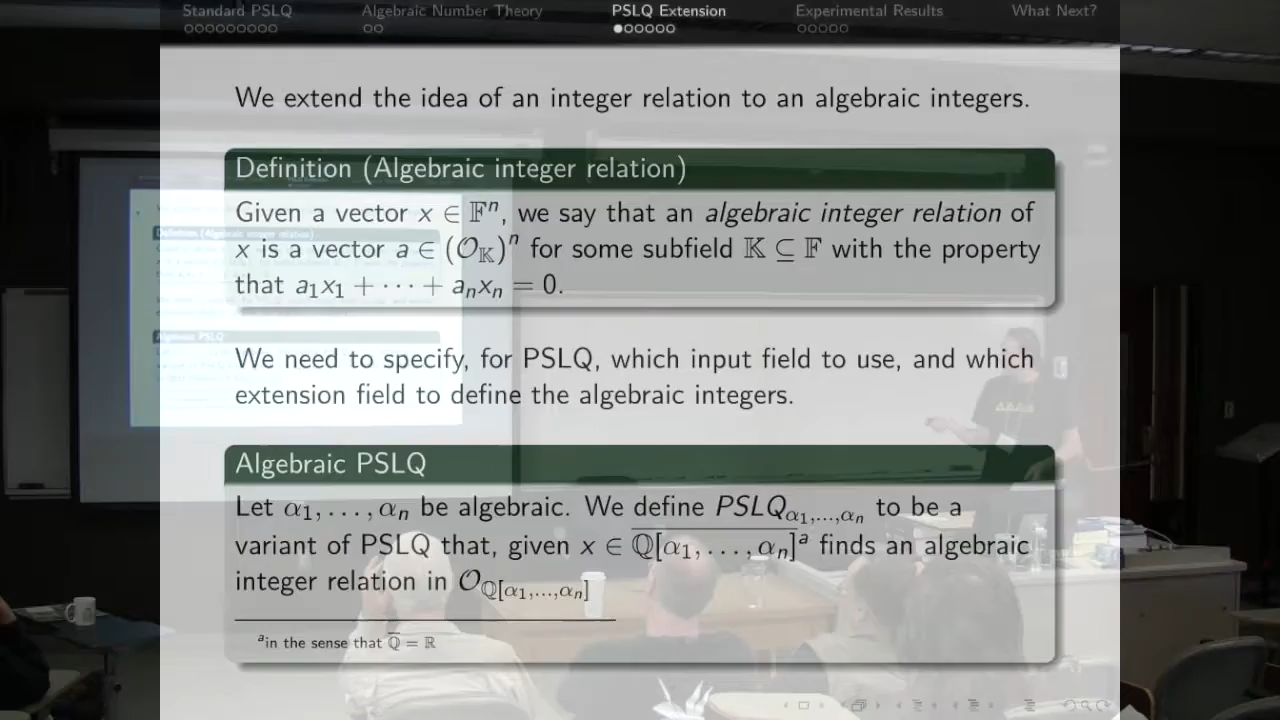 Standard PSLQ Algebraic Number Theory PSLQ Extension Experimental Results What Next?
We extend the idea of an integer relation to an algebraic integers.
Definition (Algebraic integer relation)
Given a vector x ∈ 𝔽ⁿ, we say that an algebraic integer relation of
x is a vector a ∈ (𝒪_𝕂)ⁿ for some subfield 𝕂 ⊆ 𝔽 with the property
that a₁x₁ + ··· + aₙxₙ = 0.
We need to specify, for PSLQ, which input field to use, and which
extension field to define the algebraic integers.
Algebraic PSLQ
Let α₁, . . . , αₙ be algebraic. We define PSLQ_{α₁,...,αₙ} to be a
variant of PSLQ that, given x ∈ \overline{ℚ[α₁, . . . , αₙ]}ᵃ finds an algebraic
integer relation in 𝒪_{ℚ[α₁,...,αₙ]}
ᵃin the sense that \overline{ℚ} = ℝ